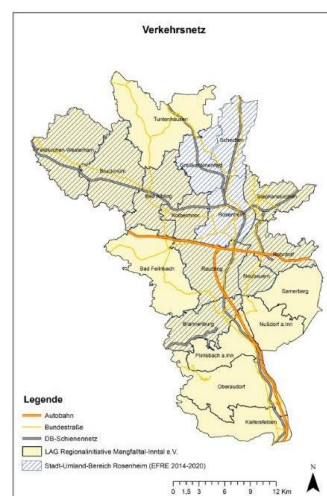 Verkehrsnetz
Tuntenhausen
Schechen
Feldkirchen-Westerham
Großkarolinenfeld
Bruckmühl
Stephanskirchen
Bad Aibling
Kolbermoor
Rosenheim
Rohrdorf
Bad Feilnbach
Raubling
Neubeuern
Samerberg
Brannenburg
Nußdorf a.Inn
Flintsbach a.Inn
Oberaudorf
Kiefersfelden
Legende
Autobahn
Bundestraße
DB-Schienennetz
LAG Regionalinitiative Mangfalltal-Inntal e.V.
Stadt-Umland-Bereich Rosenheim (EFRE 2014-2020)
0 1,5 3 6 9 12 Km
N